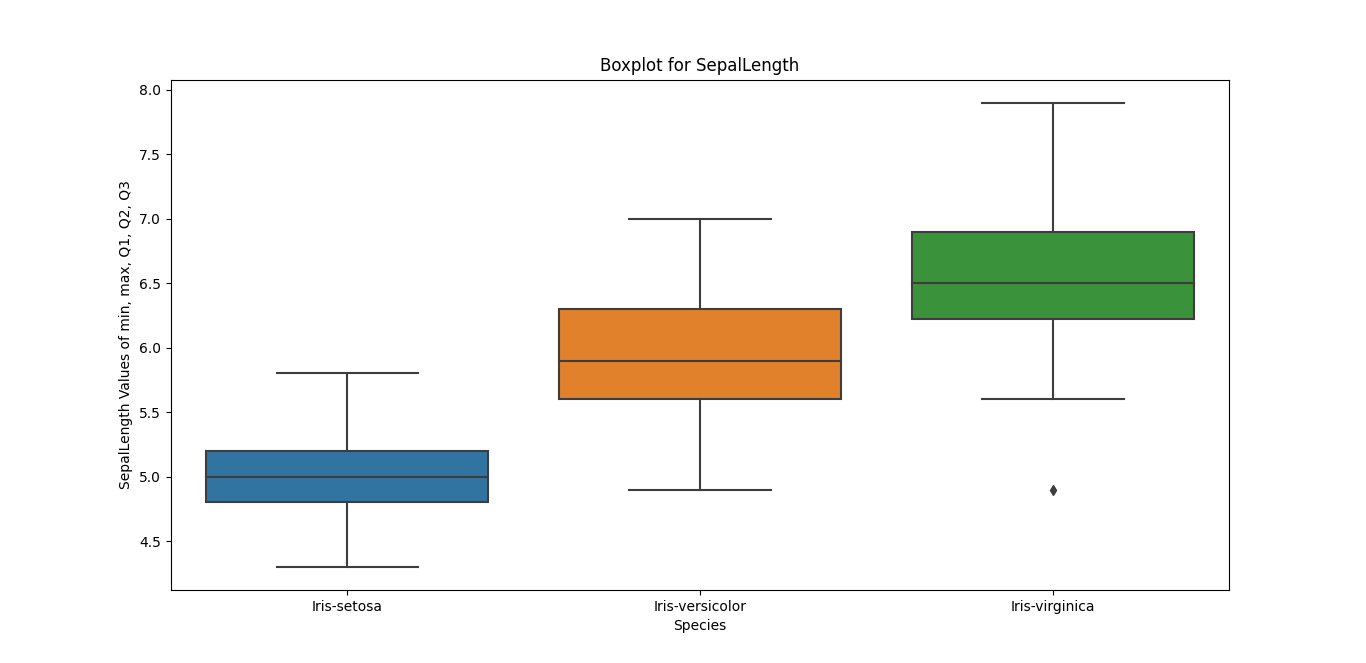 Boxplot for SepalLength
8.0
7.5
7.0
6.5
6.0
5.5
5.0
4.5
SepalLength Values of min, max, Q1, Q2, Q3
Iris-setosa
Iris-versicolor
Iris-virginica
Species